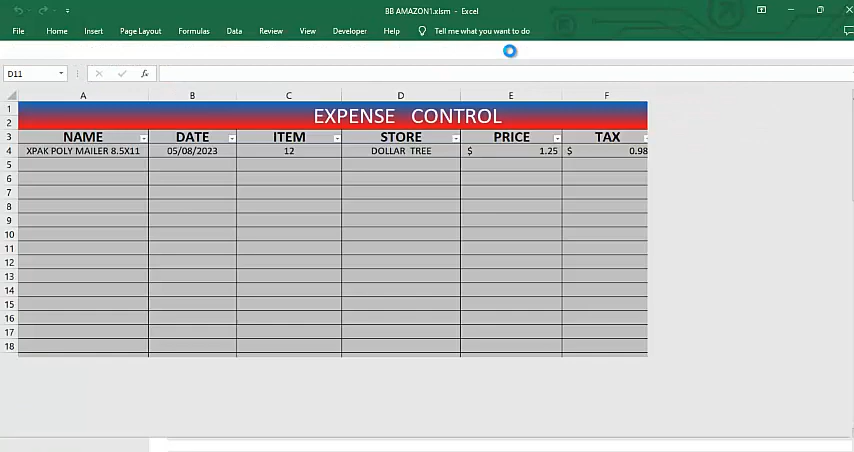 BB AMAZON1.xlsm - Excel
File Home Insert Page Layout Formulas Data Review View Developer Help Tell me what you want to do
D11 fx
A B C D E F
1 EXPENSE CONTROL
2
3 NAME DATE ITEM STORE PRICE TAX
4 XPAK POLY MAILER 8.5X11 05/08/2023 12 DOLLAR TREE $ 1.25 $ 0.98
5
6
7
8
9
10
11
12
13
14
15
16
17
18